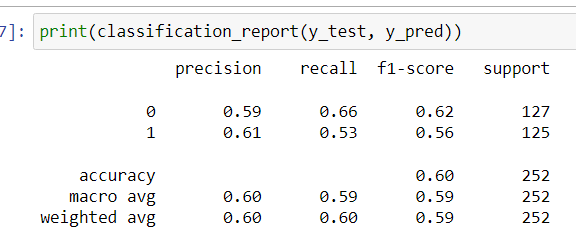 7]: print(classification_report(y_test, y_pred))
precision recall f1-score support
0 0.59 0.66 0.62 127
1 0.61 0.53 0.56 125
accuracy 0.60 252
macro avg 0.60 0.59 0.59 252
weighted avg 0.60 0.60 0.59 252